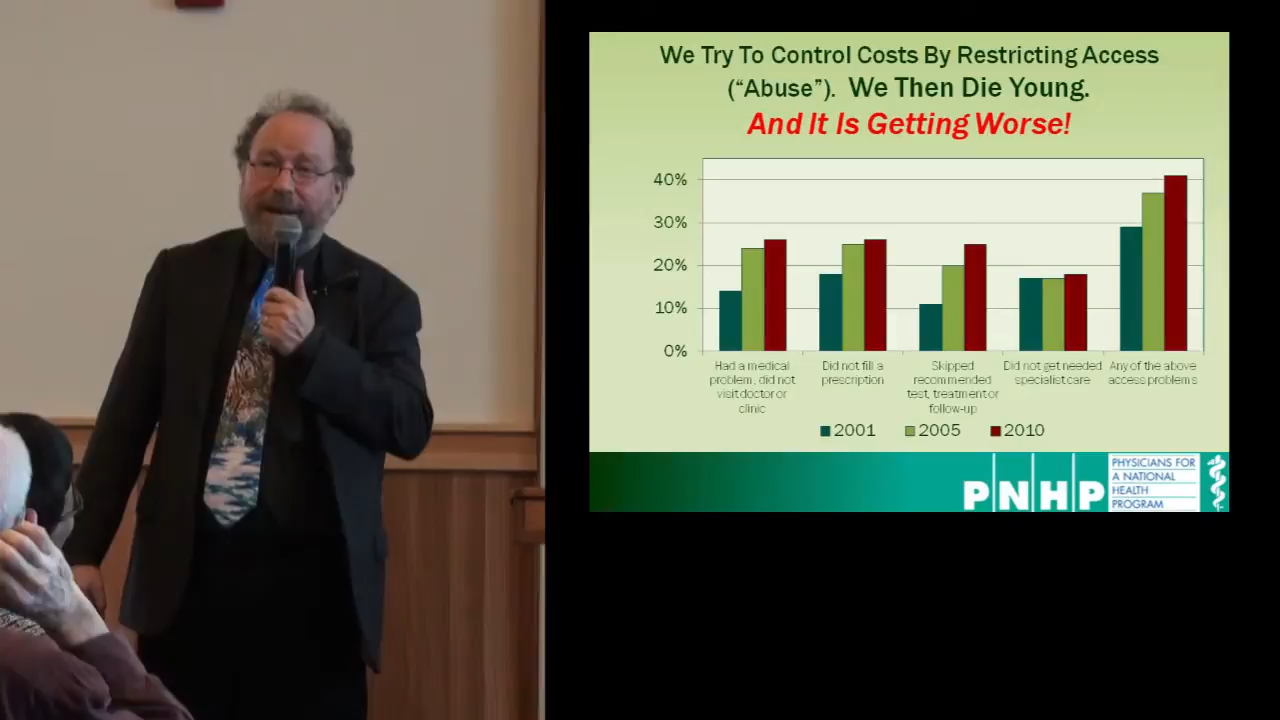 We Try To Control Costs By Restricting Access
(“Abuse”). We Then Die Young.
And It Is Getting Worse!
40%
30%
20%
10%
0%
Had a medical
problem, did not
visit doctor or
clinic
Did not fill a
prescription
Skipped
recommended
test, treatment or
follow-up
Did not get needed
specialist care
Any of the above
access problems
2001
2005
2010
PNHP
PHYSICIANS FOR
A NATIONAL
HEALTH
PROGRAM